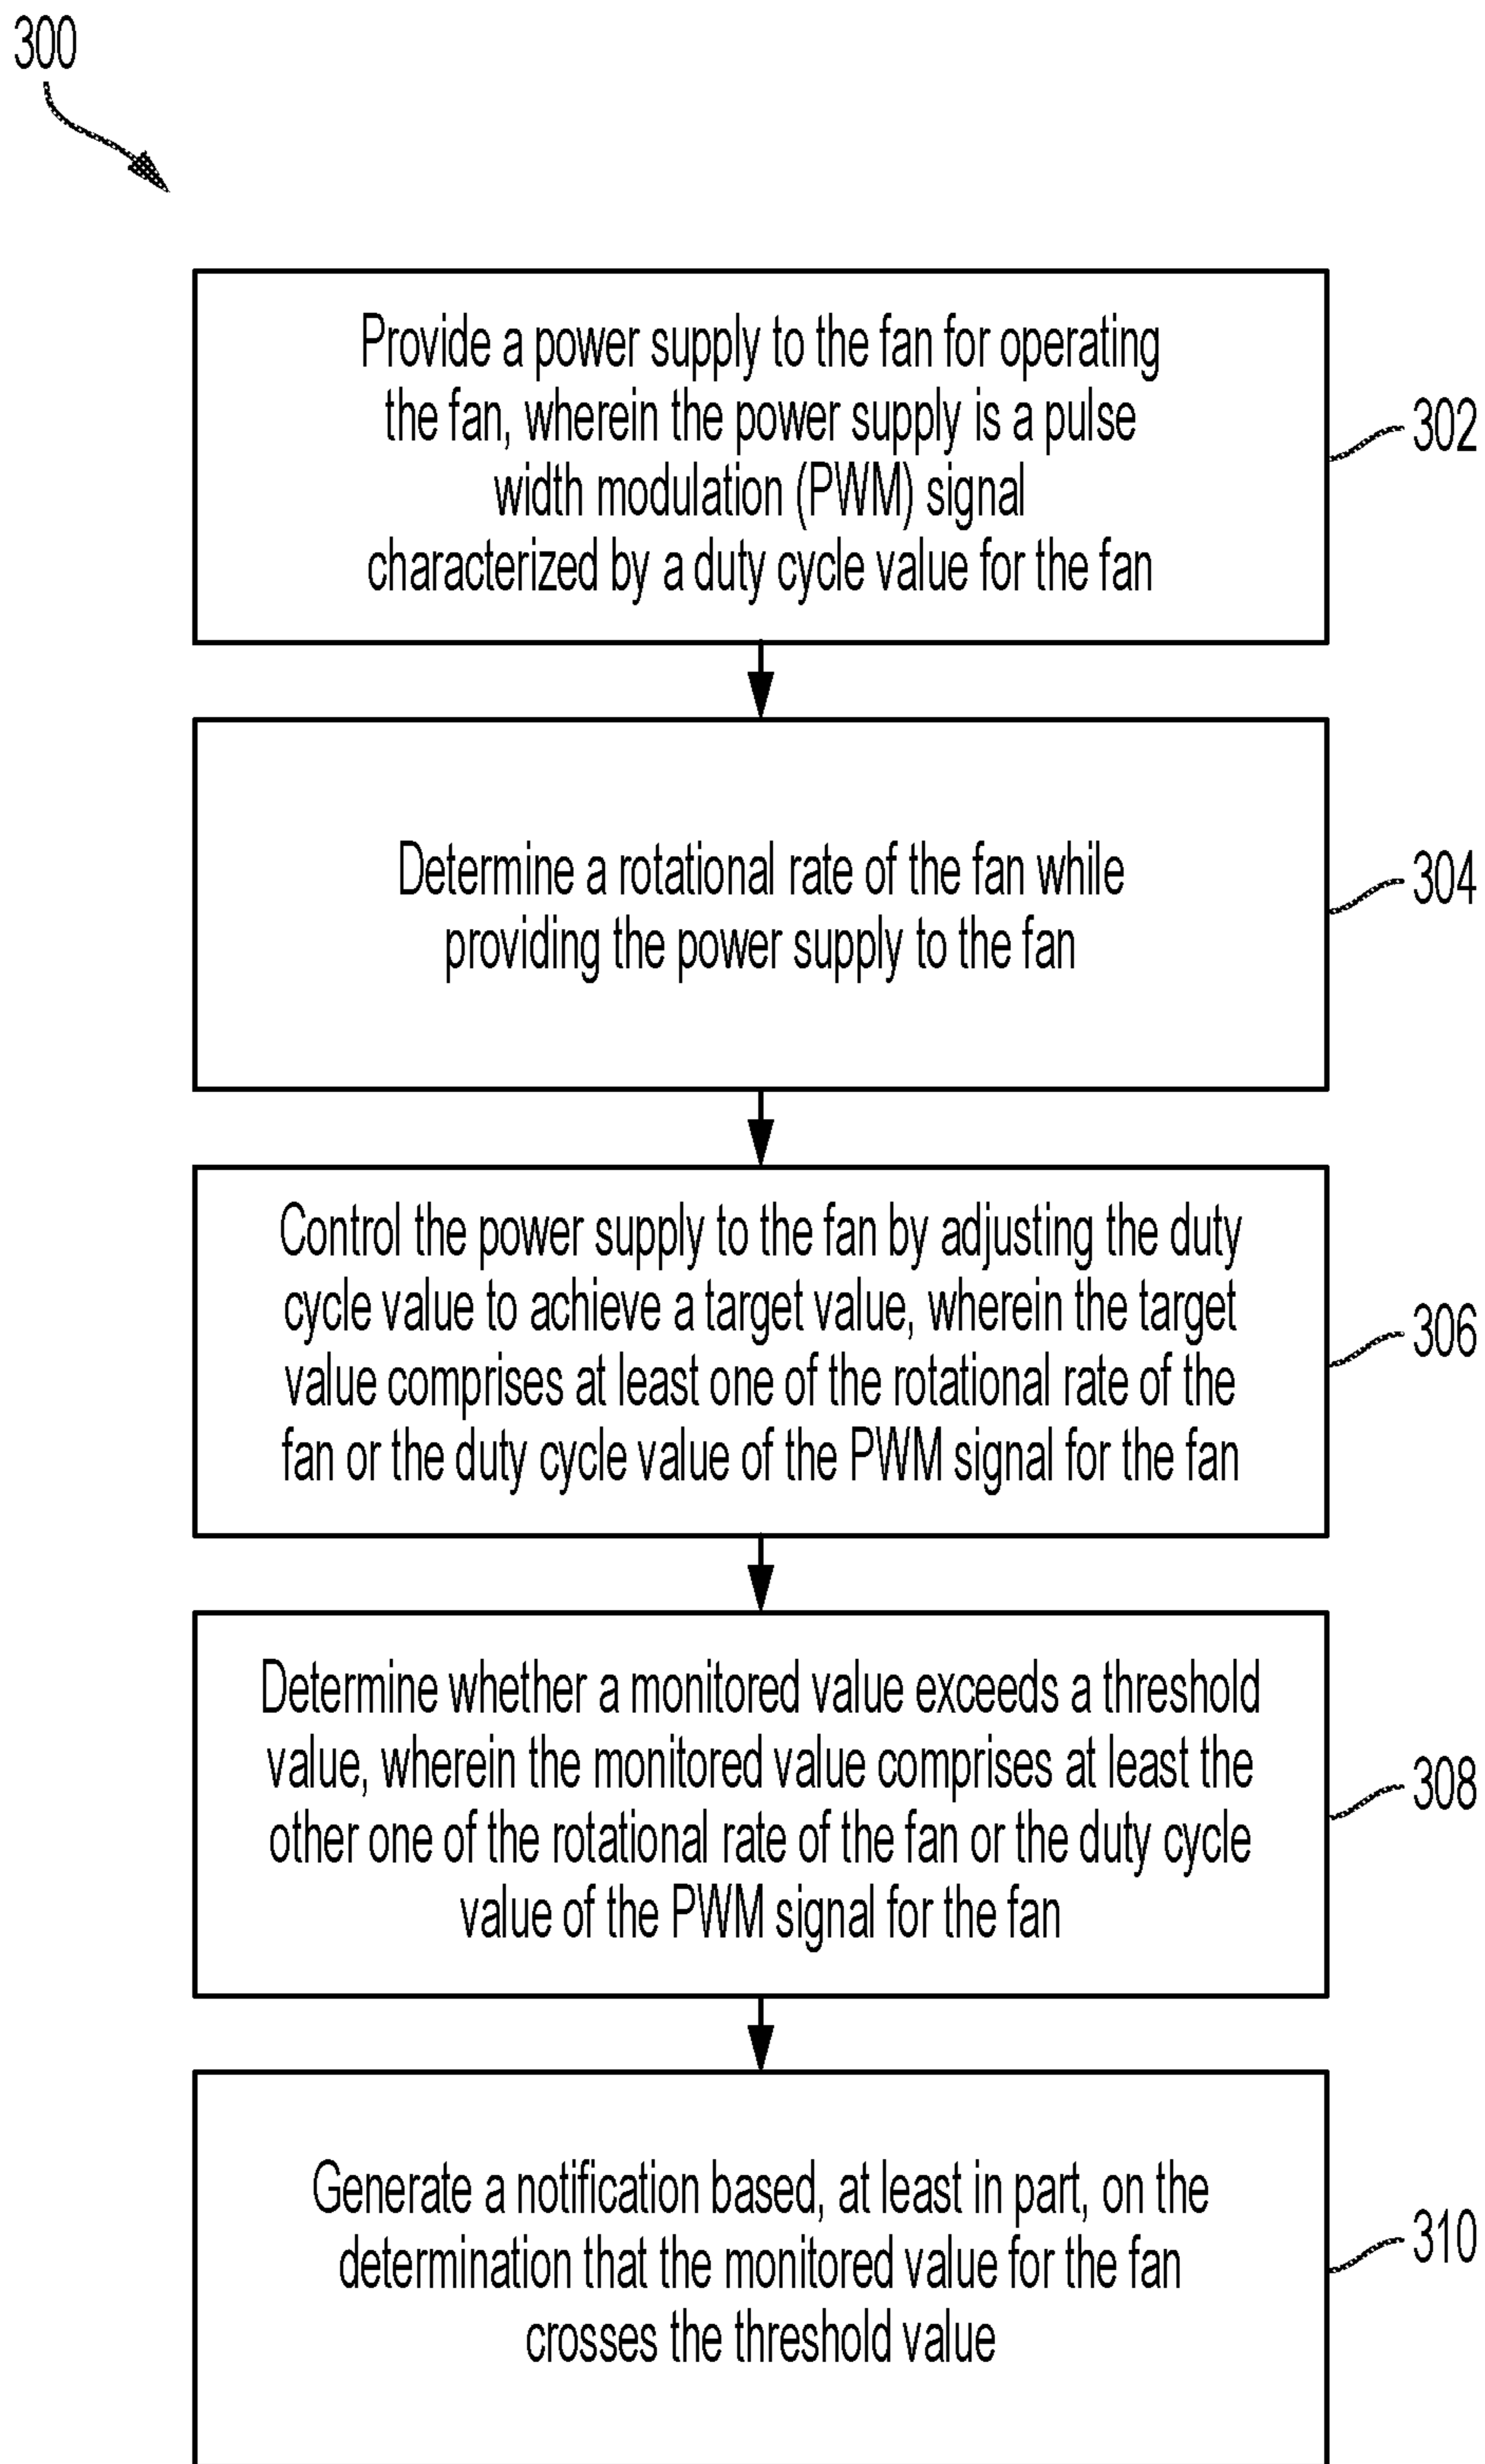 300
Provide a power supply to the fan for operating
the fan, wherein the power supply is a pulse
width modulation (PWM) signal
characterized by a duty cycle value for the fan
302
Determine a rotational rate of the fan while
providing the power supply to the fan
304
Control the power supply to the fan by adjusting the duty
cycle value to achieve a target value, wherein the target
value comprises at least one of the rotational rate of the
fan or the duty cycle value of the PWM signal for the fan
306
Determine whether a monitored value exceeds a threshold
value, wherein the monitored value comprises at least the
other one of the rotational rate of the fan or the duty cycle
value of the PWM signal for the fan
308
Generate a notification based, at least in part, on the
determination that the monitored value for the fan
crosses the threshold value
310